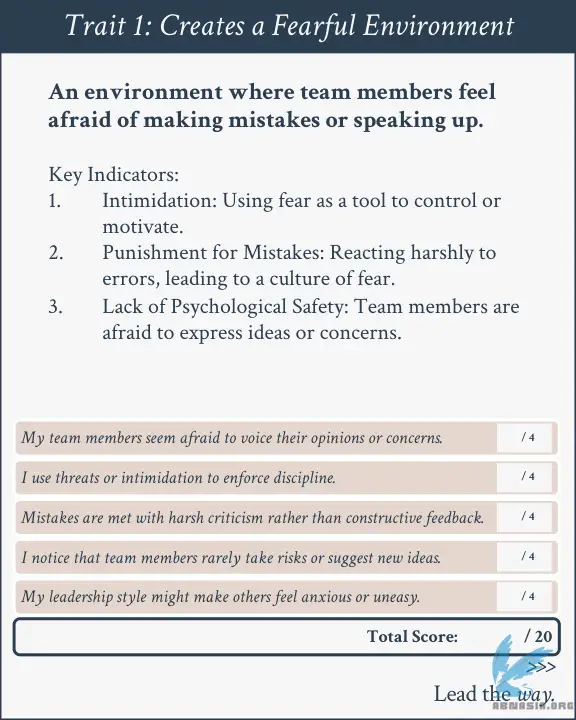 Trait 1: Creates a Fearful Environment
An environment where team members feel
afraid of making mistakes or speaking up.
Key Indicators:
1. Intimidation: Using fear as a tool to control or
motivate.
2. Punishment for Mistakes: Reacting harshly to
errors, leading to a culture of fear.
3. Lack of Psychological Safety: Team members are
afraid to express ideas or concerns.
My team members seem afraid to voice their opinions or concerns. / 4
I use threats or intimidation to enforce discipline. / 4
Mistakes are met with harsh criticism rather than constructive feedback. / 4
I notice that team members rarely take risks or suggest new ideas. / 4
My leadership style might make others feel anxious or uneasy. / 4
Total Score: / 20
>>>
Lead the way.
ABMASIA.ORG